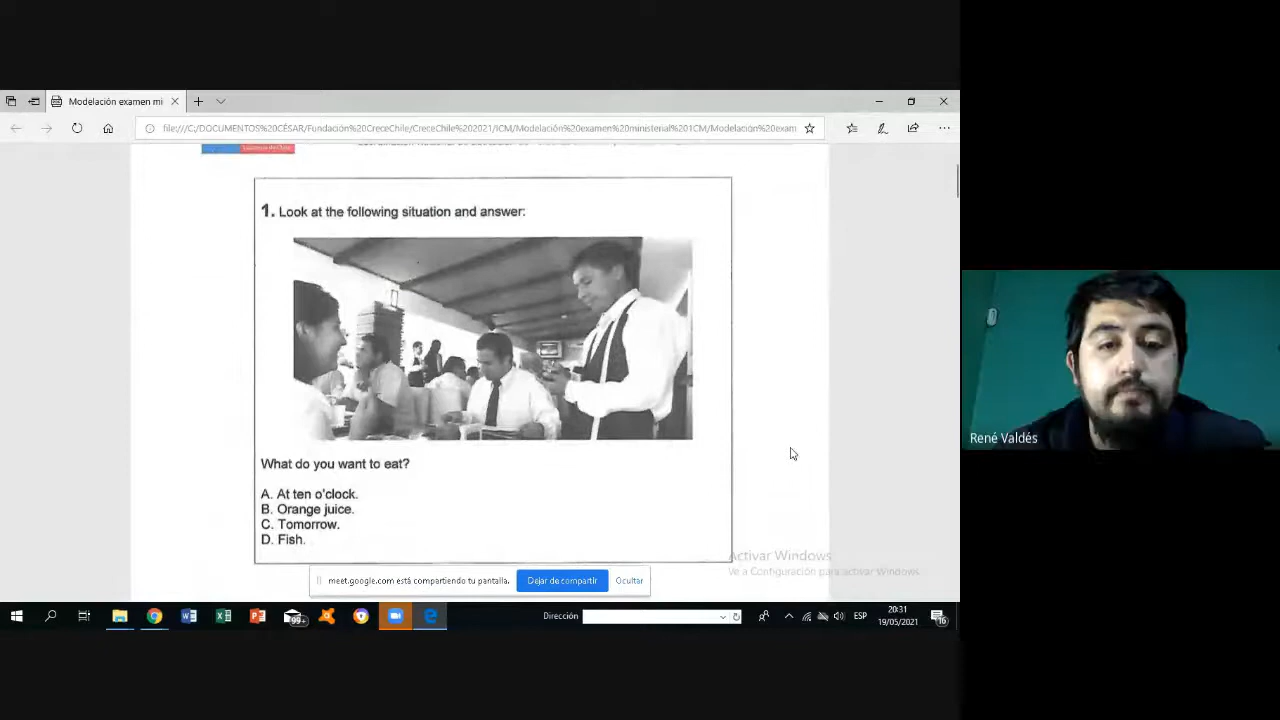 Modelación examen mi
file:///C:/DOCUMENTOS%20CÉSAR/Fundación%20CreceChile/CreceChile%202021/ICM/Modelación%20examen%20ministerial%20ICM/Modelación%20exam
1. Look at the following situation and answer:
What do you want to eat?
A. At ten o'clock.
B. Orange juice.
C. Tomorrow.
D. Fish.
René Valdés
Activar Windows
Ve a Configuración para activar Windows.
meet.google.com está compartiendo tu pantalla.
Dejar de compartir
Ocultar
99+
Dirección
ESP
20:31
19/05/2021
16